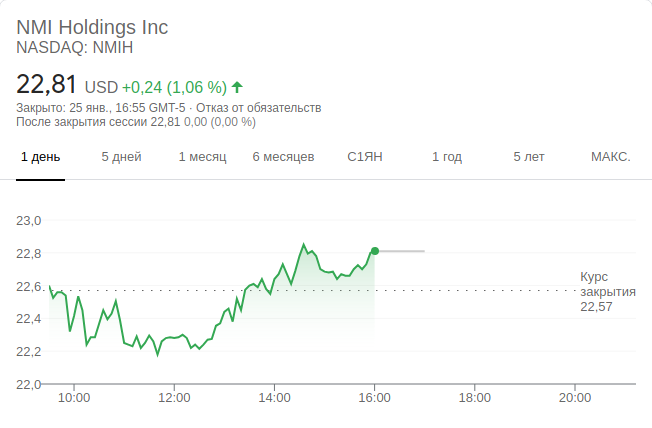 NMI Holdings Inc
NASDAQ: NMIH
22,81 USD +0,24 (1,06 %)
Закрыто: 25 янв., 16:55 GMT-5 · Отказ от обязательств
После закрытия сессии 22,81 0,00 (0,00 %)
1 день 5 дней 1 месяц 6 месяцев С1ЯН 1 год 5 лет МАКС.
23,0
22,8
22,6
22,4
22,2
22,0
Курс
закрытия
22,57
10:00 12:00 14:00 16:00 18:00 20:00